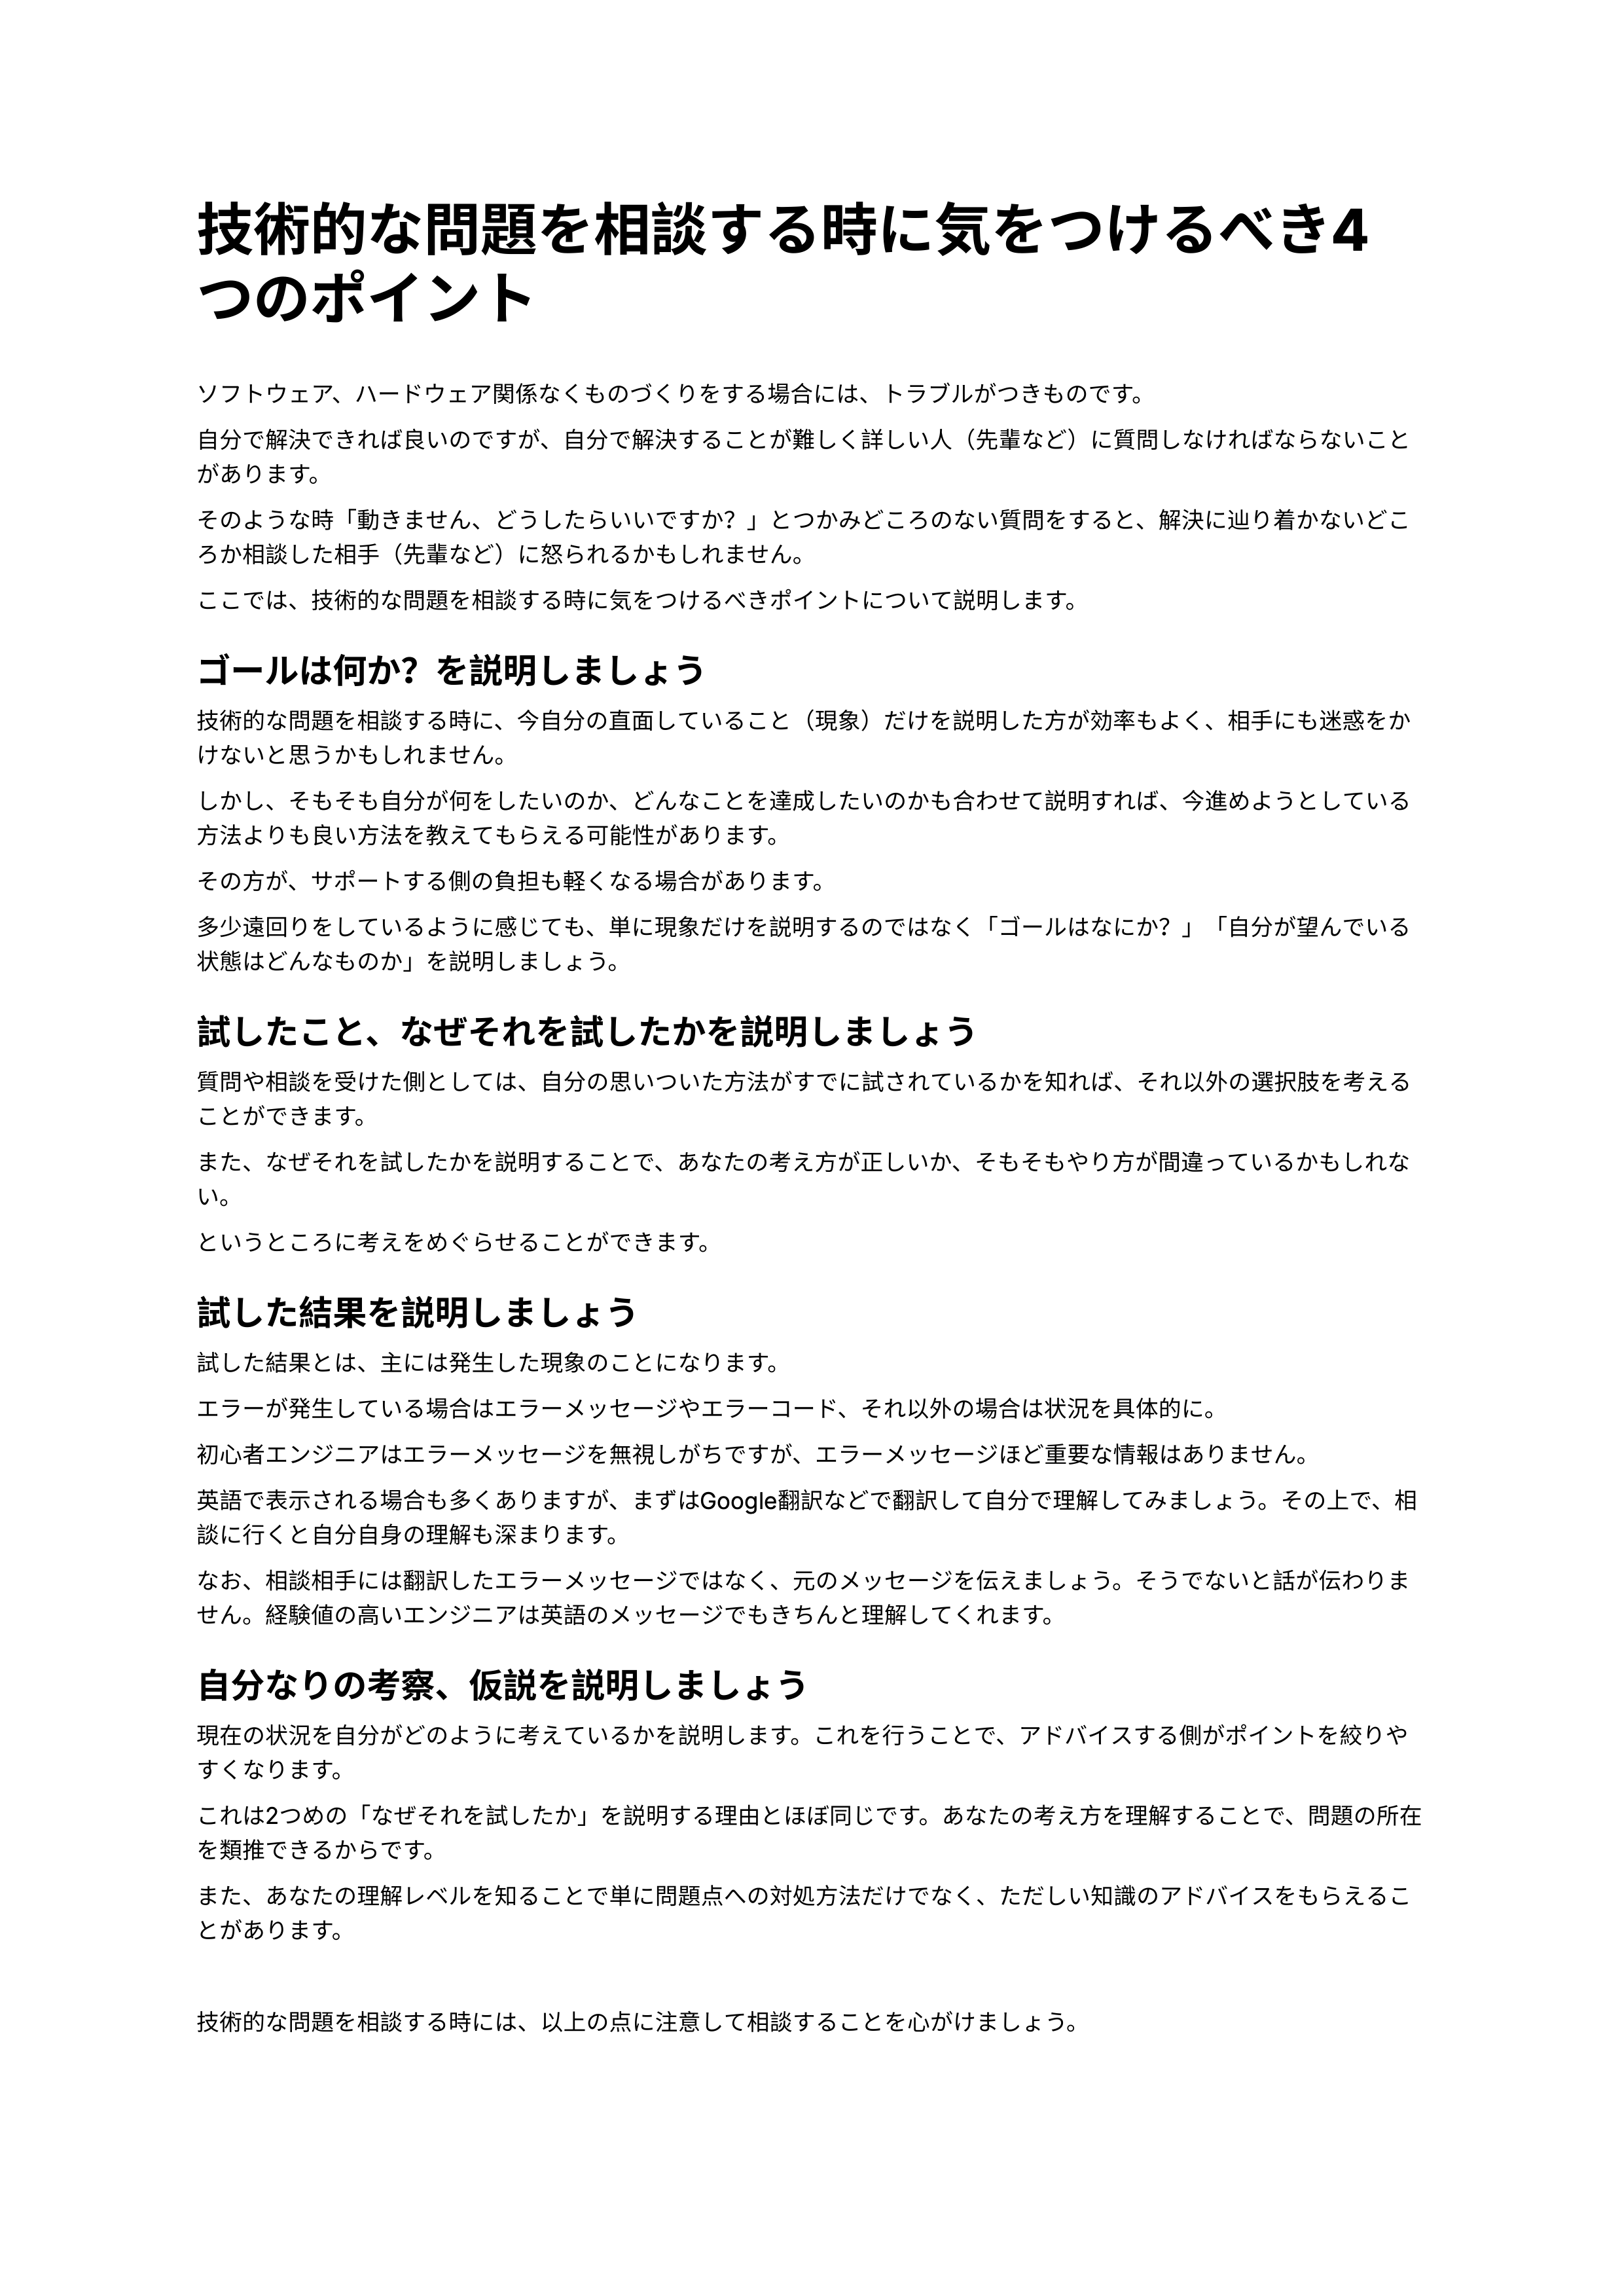 技術的な問題を相談する時に気をつけるべき4
つのポイント
ソフトウェア、ハードウェア関係なくものづくりをする場合には、トラブルがつきものです。
自分で解決できれば良いのですが、自分で解決することが難しく詳しい人（先輩など）に質問しなければならないこと
があります。
そのような時「動きません、どうしたらいいですか？」とつかみどころのない質問をすると、解決に辿り着かないどこ
ろか相談した相手（先輩など）に怒られるかもしれません。
ここでは、技術的な問題を相談する時に気をつけるべきポイントについて説明します。
ゴールは何か？を説明しましょう
技術的な問題を相談する時に、今自分の直面していること（現象）だけを説明した方が効率もよく、相手にも迷惑をか
けないと思うかもしれません。
しかし、そもそも自分が何をしたいのか、どんなことを達成したいのかも合わせて説明すれば、今進めようとしている
方法よりも良い方法を教えてもらえる可能性があります。
その方が、サポートする側の負担も軽くなる場合があります。
多少遠回りをしているように感じても、単に現象だけを説明するのではなく「ゴールはなにか？」「自分が望んでいる
状態はどんなものか」を説明しましょう。
試したこと、なぜそれを試したかを説明しましょう
質問や相談を受けた側としては、自分の思いついた方法がすでに試されているかを知れば、それ以外の選択肢を考える
ことができます。
また、なぜそれを試したかを説明することで、あなたの考え方が正しいか、そもそもやり方が間違っているかもしれな
い。
というところに考えをめぐらせることができます。
試した結果を説明しましょう
試した結果とは、主には発生した現象のことになります。
エラーが発生している場合はエラーメッセージやエラーコード、それ以外の場合は状況を具体的に。
初心者エンジニアはエラーメッセージを無視しがちですが、エラーメッセージほど重要な情報はありません。
英語で表示される場合も多くありますが、まずはGoogle翻訳などで翻訳して自分で理解してみましょう。その上で、相
談に行くと自分自身の理解も深まります。
なお、相談相手には翻訳したエラーメッセージではなく、元のメッセージを伝えましょう。そうでないと話が伝わりま
せん。経験値の高いエンジニアは英語のメッセージでもきちんと理解してくれます。
自分なりの考察、仮説を説明しましょう
現在の状況を自分がどのように考えているかを説明します。これを行うことで、アドバイスする側がポイントを絞りや
すくなります。
これは2つめの「なぜそれを試したか」を説明する理由とほぼ同じです。あなたの考え方を理解することで、問題の所在
を類推できるからです。
また、あなたの理解レベルを知ることで単に問題点への対処方法だけでなく、ただしい知識のアドバイスをもらえるこ
とがあります。
技術的な問題を相談する時には、以上の点に注意して相談することを心がけましょう。